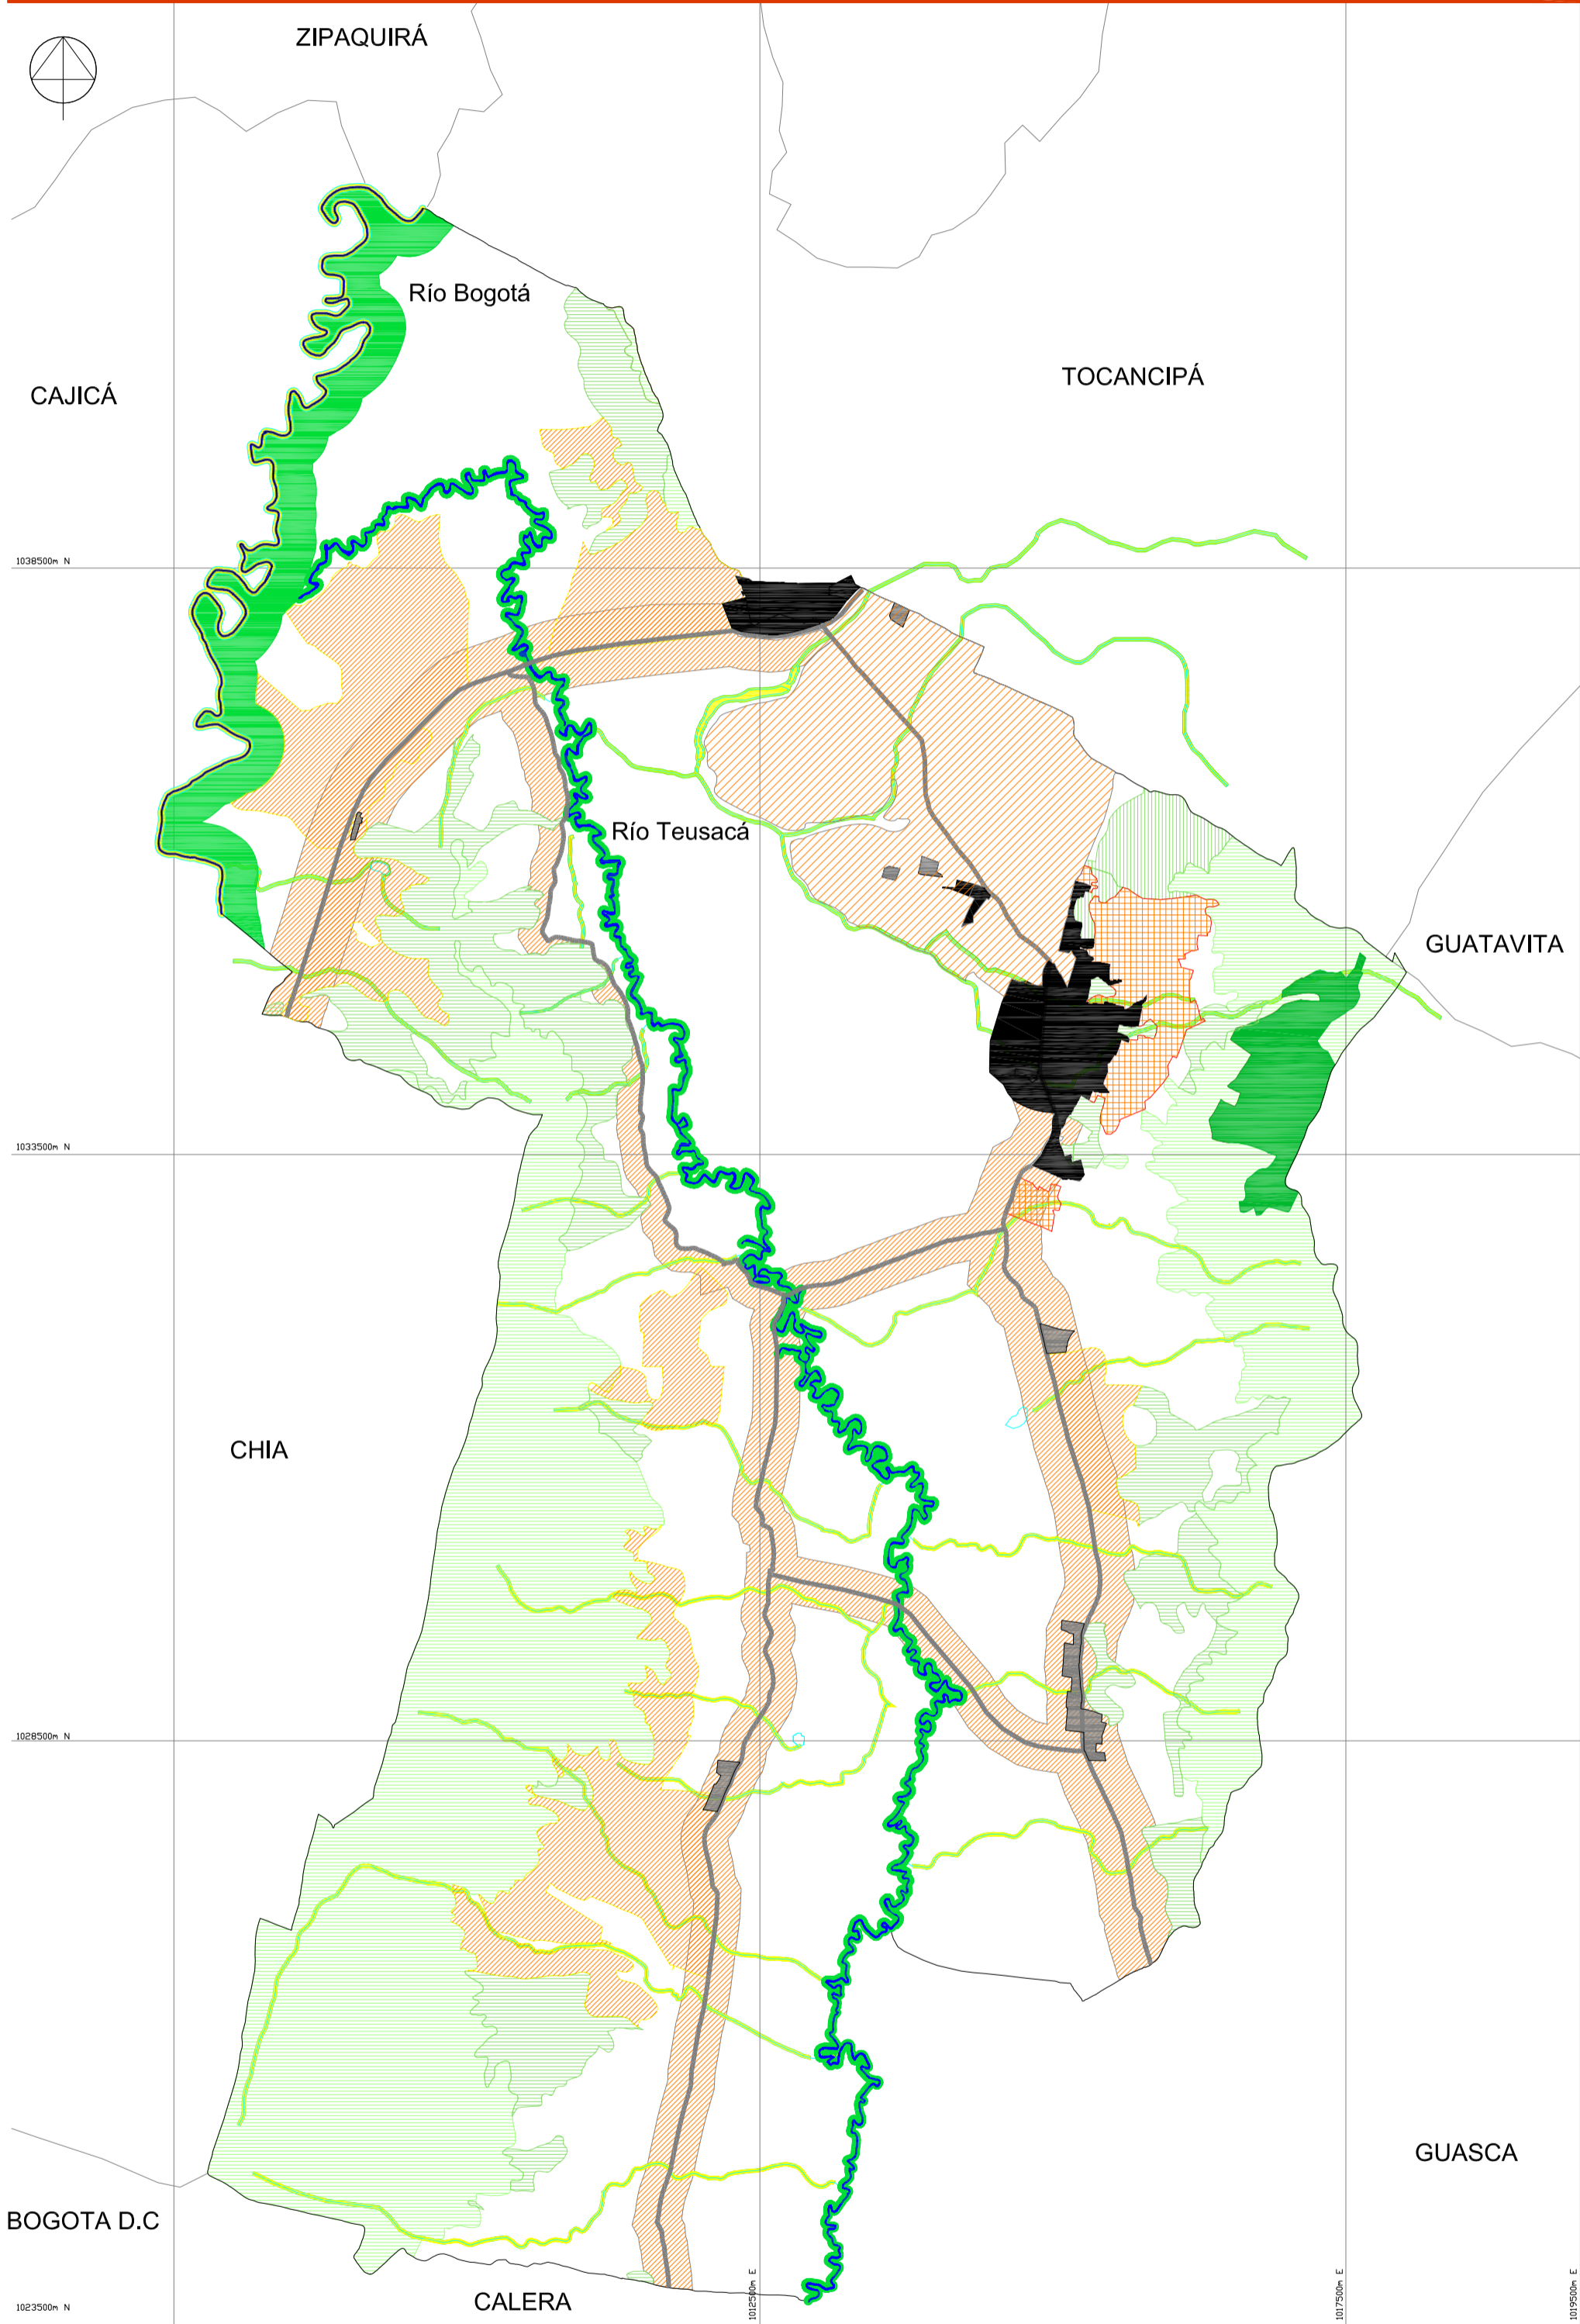 ZIPAQUIRÁ
Río Bogotá
TOCANCIPÁ
CAJICÁ
1038500m N
Río Teusacá
GUATAVITA
1033500m N
CHIA
1028500m N
GUASCA
BOGOTA D.C
CALERA
1023500m N
1012500m E
1017500m E
1019500m E